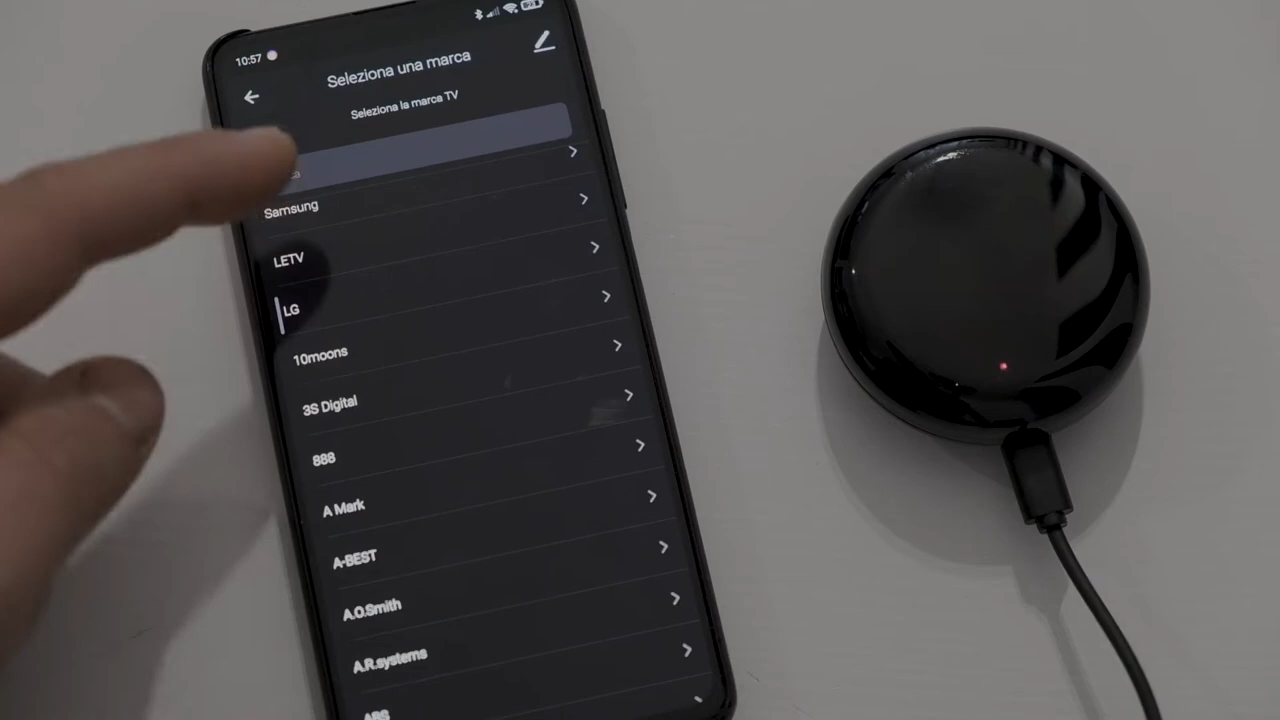 10:57
Seleziona una marca
Seleziona la marca TV
Samsung
LETV
LG
10moons
3S Digital
888
A Mark
A-BEST
A.O.Smith
A.R.systems